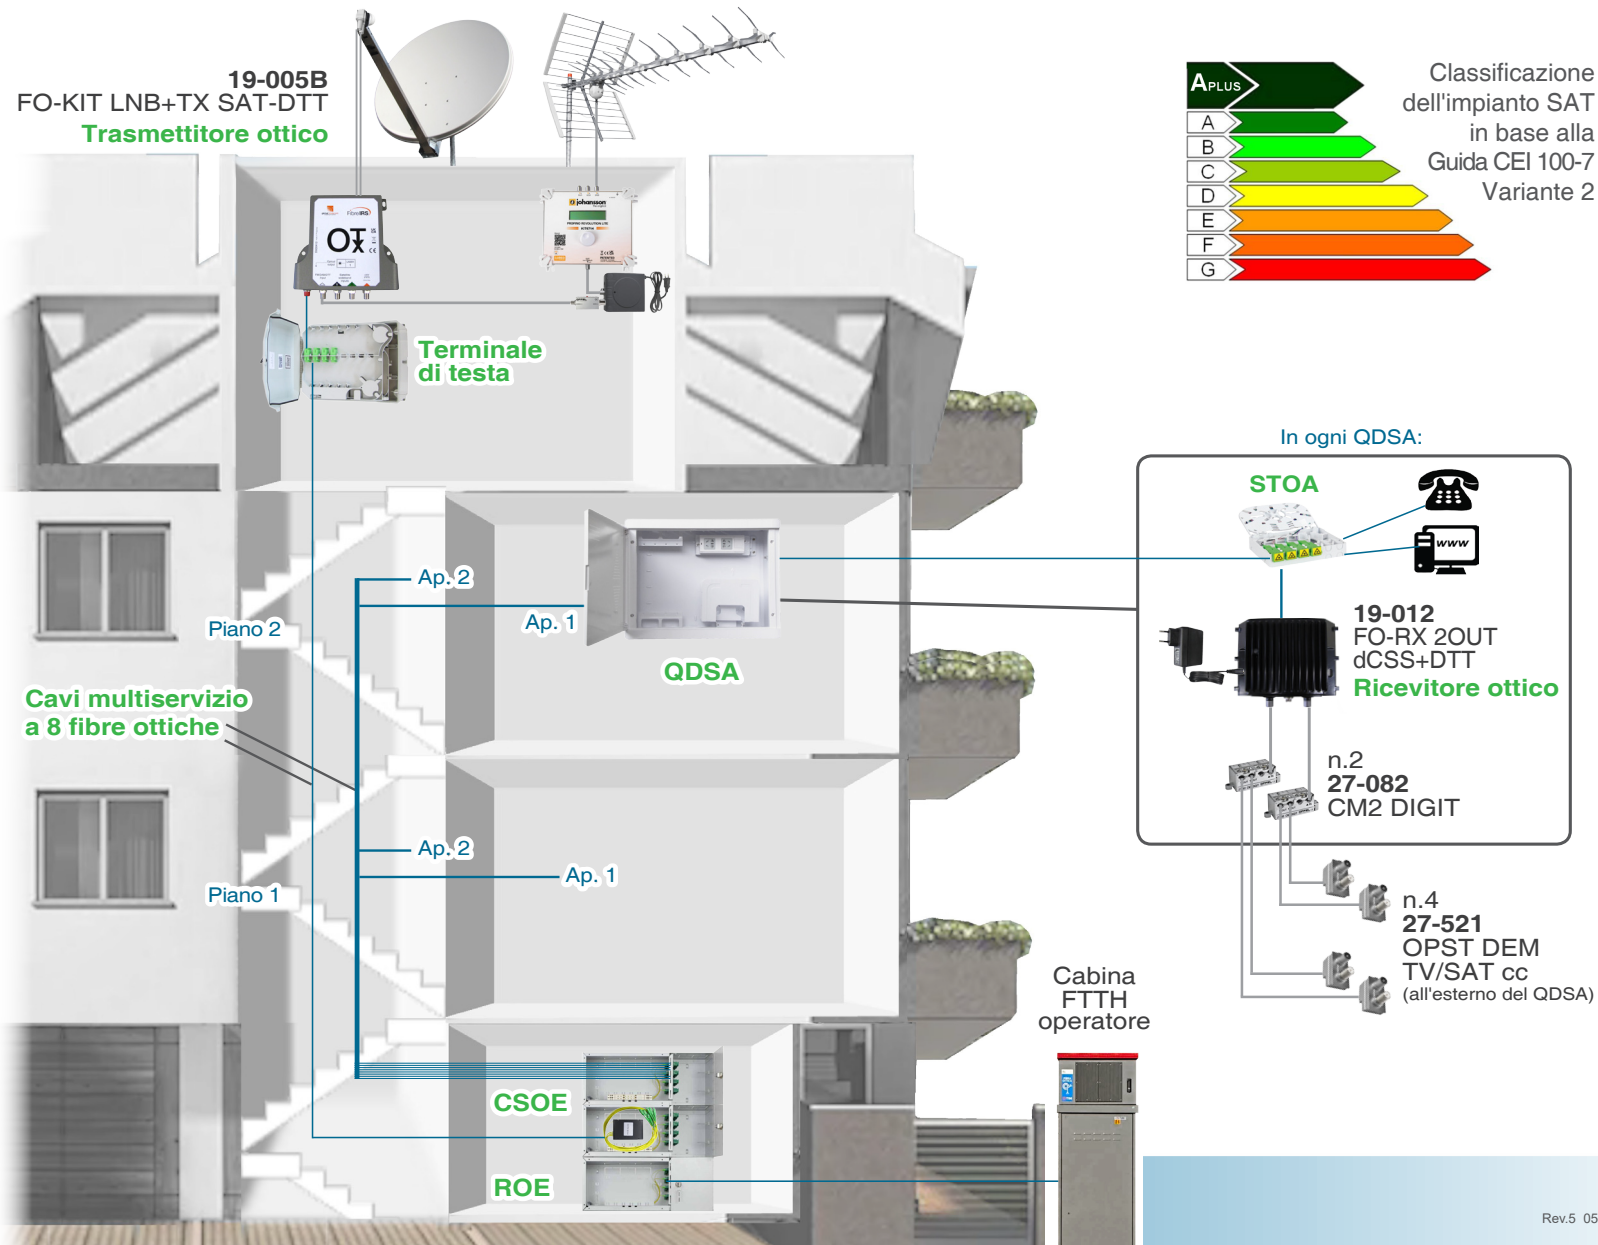 19-005B
FO-KIT LNB+TX SAT-DTT
Trasmettitore ottico
APLUS
A
B
C
D
E
F
G
Classificazione
dell'impianto SAT
in base alla
Guida CEI 100-7
Variante 2
FibreIRS
OTx
johansson
Terminale
di testa
In ogni QDSA:
STOA
www
Ap. 2
Ap. 1
Piano 2
QDSA
19-012
FO-RX 2OUT
dCSS+DTT
Ricevitore ottico
Cavi multiservizio
a 8 fibre ottiche
n.2
27-082
CM2 DIGIT
Ap. 2
Ap. 1
Piano 1
n.4
27-521
OPST DEM
TV/SAT cc
(all'esterno del QDSA)
Cabina
FTTH
operatore
CSOE
ROE
Rev.5 05